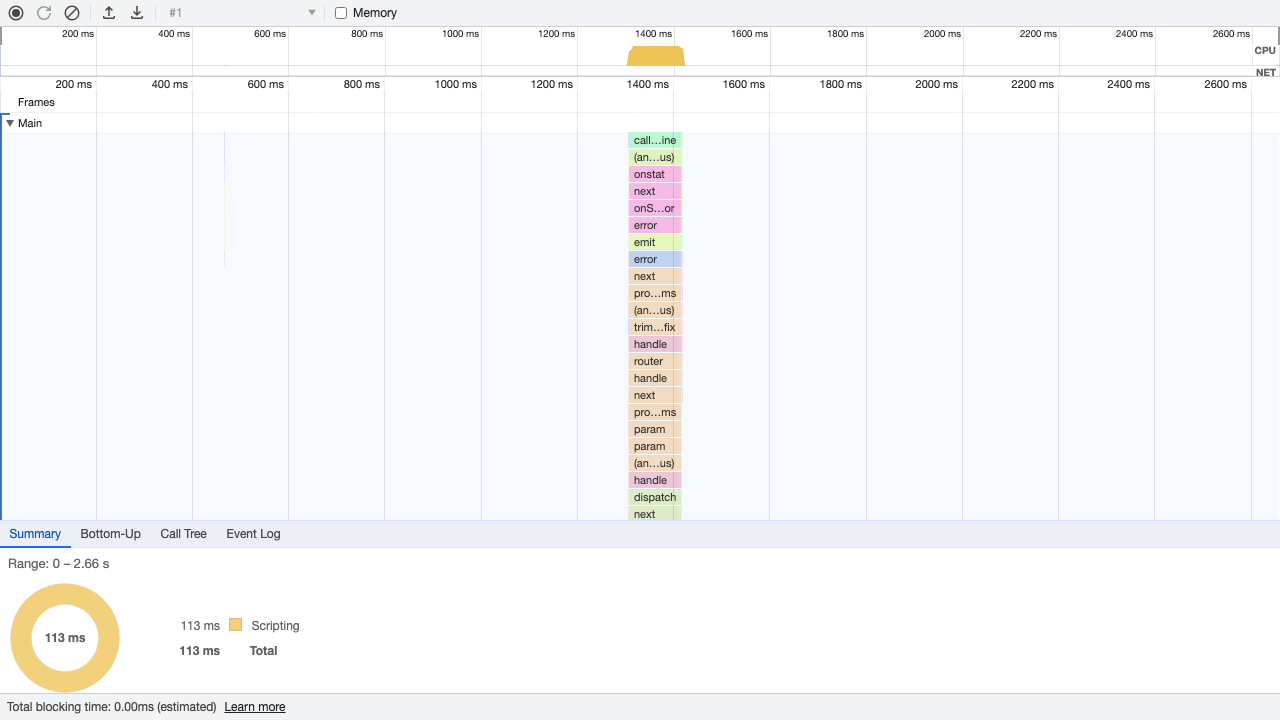 #1 Memory
200 ms 400 ms 600 ms 800 ms 1000 ms 1200 ms 1400 ms 1600 ms 1800 ms 2000 ms 2200 ms 2400 ms 2600 ms
CPU
NET
200 ms 400 ms 600 ms 800 ms 1000 ms 1200 ms 1400 ms 1600 ms 1800 ms 2000 ms 2200 ms 2400 ms 2600 ms
Frames
Main
call…ine
(an…us)
onstat
next
onS…or
error
emit
error
next
pro…ms
(an…us)
trim…fix
handle
router
handle
next
pro…ms
param
param
(an…us)
handle
dispatch
next
Summary Bottom-Up Call Tree Event Log
Range: 0 – 2.66 s
113 ms
113 ms Scripting
113 ms Total
Total blocking time: 0.00ms (estimated) Learn more